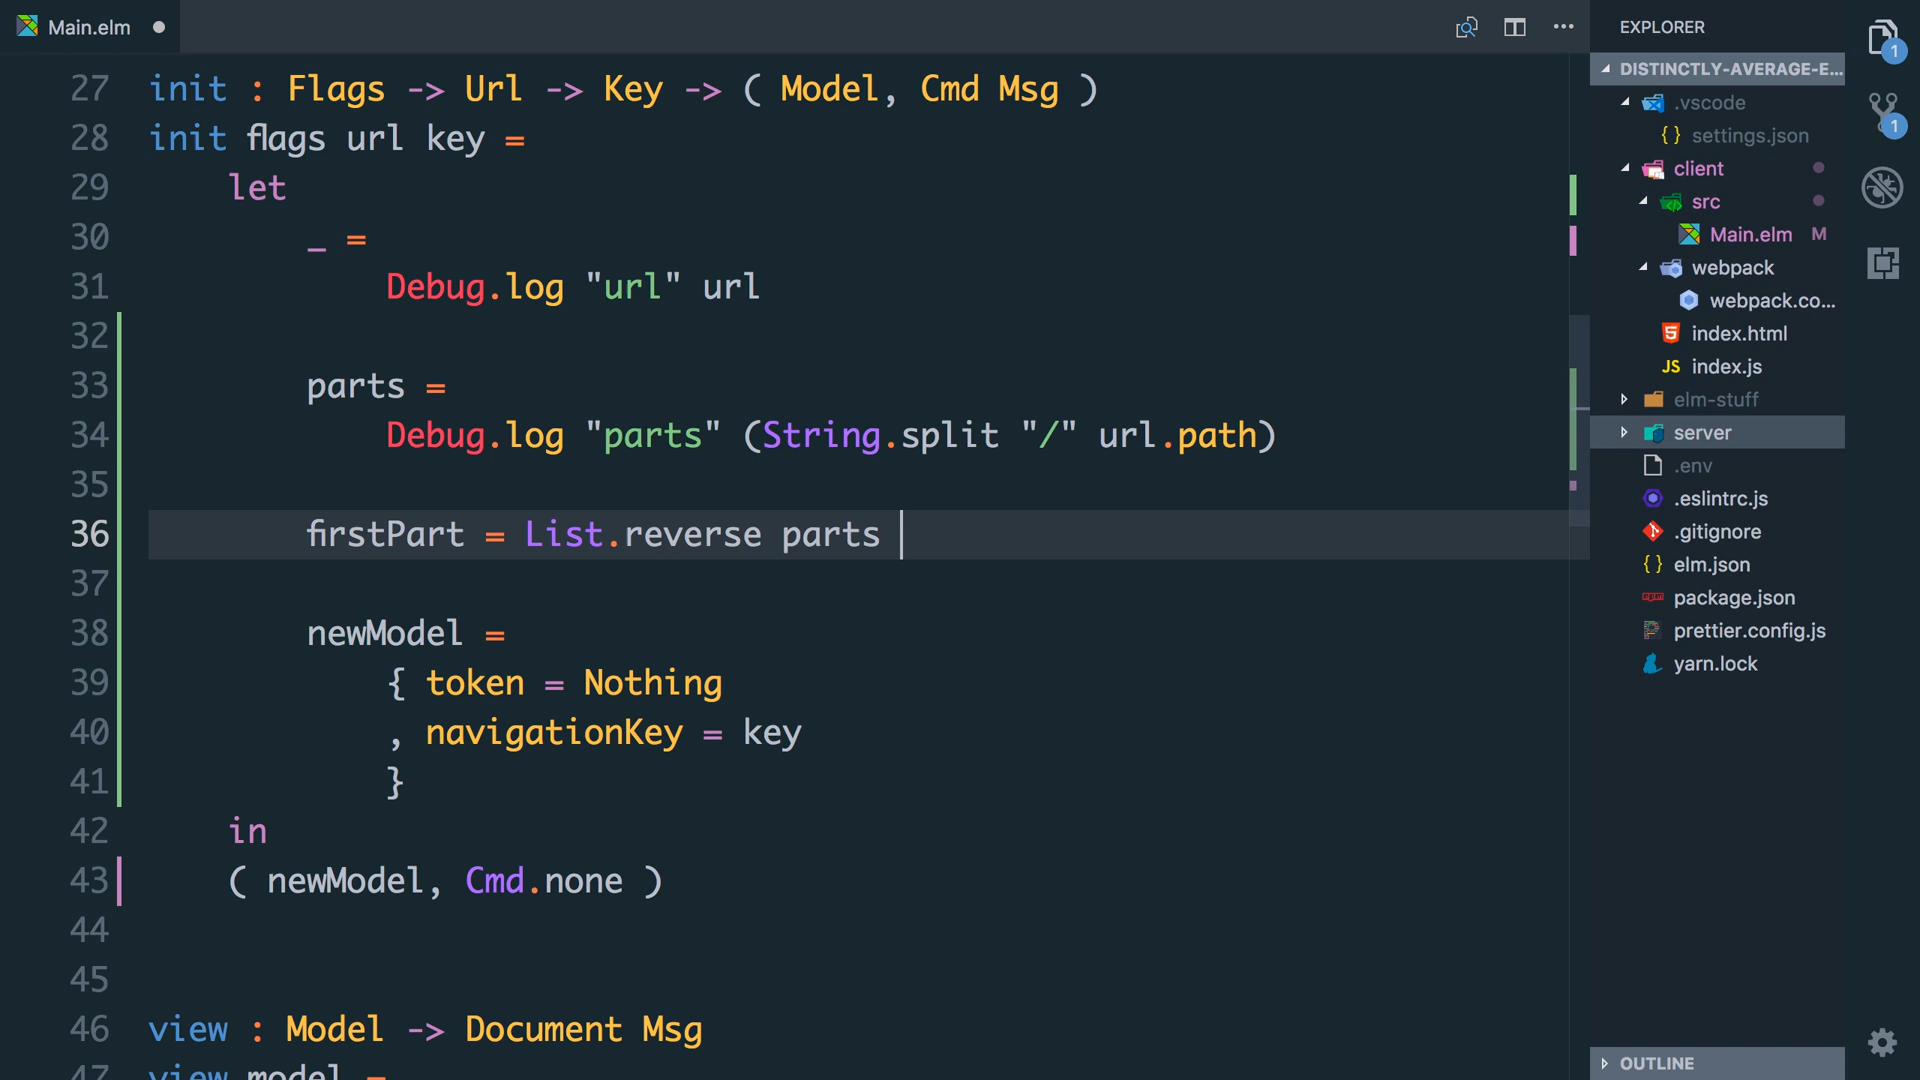 Main.elm
27 init : Flags -> Url -> Key -> ( Model, Cmd Msg )
28 init flags url key =
29 let
30 _ =
31 Debug.log "url" url
32
33 parts =
34 Debug.log "parts" (String.split "/" url.path)
35
36 firstPart = List.reverse parts
37
38 newModel =
39 { token = Nothing
40 , navigationKey = key
41 }
42 in
43 ( newModel, Cmd.none )
44
45
46 view : Model -> Document Msg
47 view model =
EXPLORER
DISTINCTLY-AVERAGE-E...
.vscode
{ } settings.json
client
src
Main.elm M
webpack
webpack.co...
5 index.html
JS index.js
elm-stuff
server
.env
.eslintrc.js
.gitignore
{ } elm.json
package.json
prettier.config.js
yarn.lock
OUTLINE
1
1